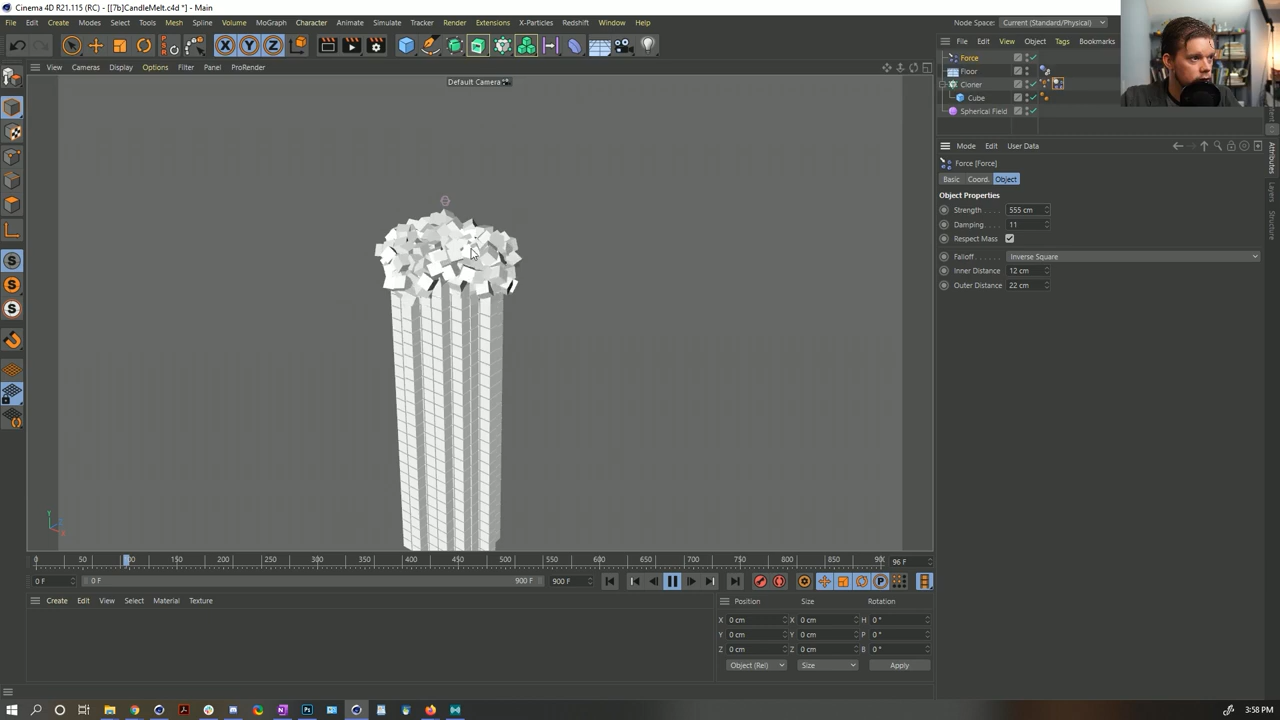 Cinema 4D R21.115 (RC) - [[7b]CandleMelt.c4d *] - Main
File Edit Create Modes Select Tools Mesh Spline Volume MoGraph Character Animate Simulate Tracker Render Extensions X-Particles Redshift Window Help
Node Space: Current (Standard/Physical)
View Cameras Display Options Filter Panel ProRender
Default Camera
File Edit View Object Tags Bookmarks
Force
Floor
Cloner
Cube
Spherical Field
Mode Edit User Data
Force [Force]
Basic Coord. Object
Object Properties
Strength . . . . 555 cm
Damping. . . . 11
Respect Mass
Falloff . . . . . Inverse Square
Inner Distance 12 cm
Outer Distance 22 cm
Attributes
Layers
Structure
Y
X
0 50 100 150 200 250 300 350 400 450 500 550 600 650 700 750 800 850 90 96 F
0 F 0 F 900 F 900 F
Create Edit View Select Material Texture
Position Size Rotation
X 0 cm X 0 cm H 0 °
Y 0 cm Y 0 cm P 0 °
Z 0 cm Z 0 cm B 0 °
Object (Rel) Size Apply
3:58 PM